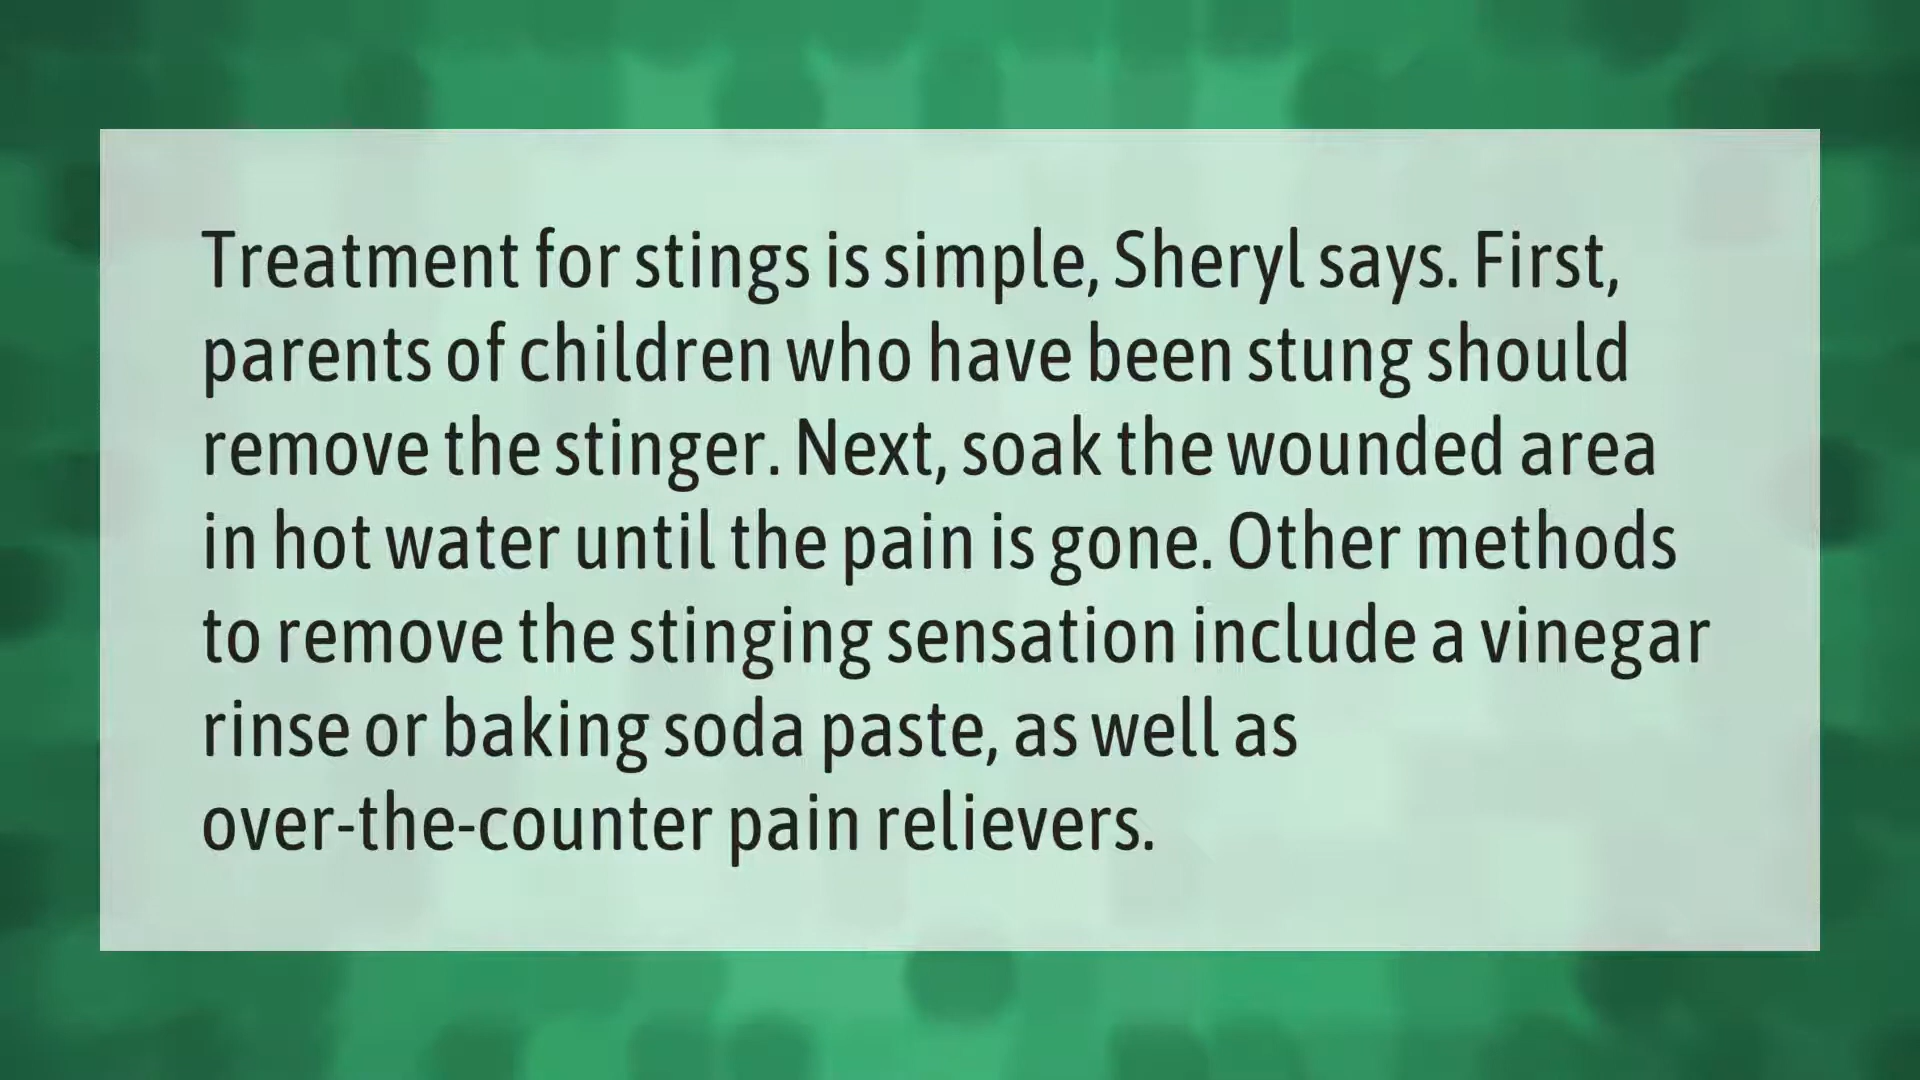 Treatment for stings is simple, Sheryl says. First,
parents of children who have been stung should
remove the stinger. Next, soak the wounded area
in hot water until the pain is gone. Other methods
to remove the stinging sensation include a vinegar
rinse or baking soda paste, as well as
over-the-counter pain relievers.